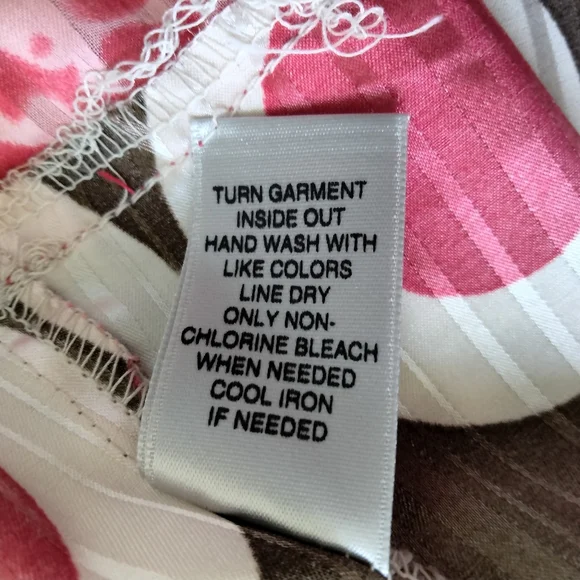 TURN GARMENT
INSIDE OUT
HAND WASH WITH
LIKE COLORS
LINE DRY
ONLY NON-
CHLORINE BLEACH
WHEN NEEDED
COOL IRON
IF NEEDED